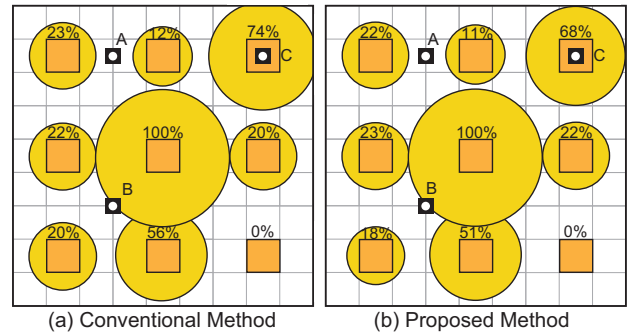 23% A 12% 74% C
22% 100% 20%
B
20% 56% 0%
(a) Conventional Method
22% A 11% 68% C
23% 100% 22%
B
18% 51% 0%
(b) Proposed Method